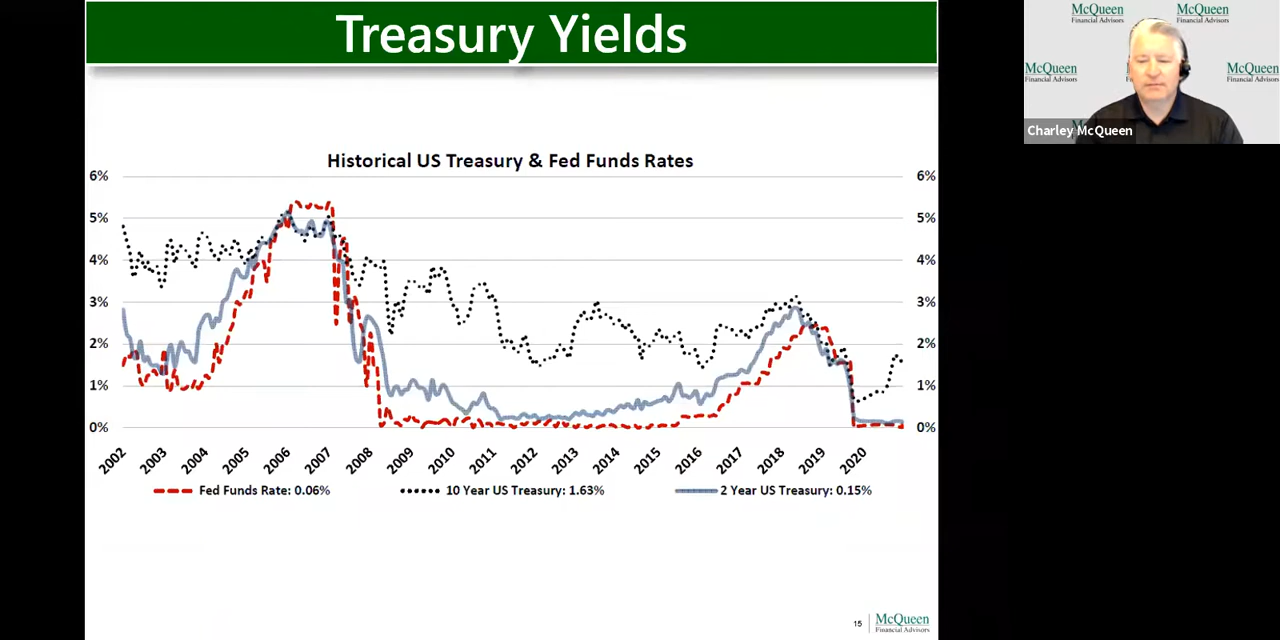 Treasury Yields
Historical US Treasury & Fed Funds Rates
6% 6%
5% 5%
4% 4%
3% 3%
2% 2%
1% 1%
0% 0%
2002 2003 2004 2005 2006 2007 2008 2009 2010 2011 2012 2013 2014 2015 2016 2017 2018 2019 2020
Fed Funds Rate: 0.06% 10 Year US Treasury: 1.63% 2 Year US Treasury: 0.15%
15 McQueen
Financial Advisors
McQueen McQueen
Financial Advisors Financial Advisors
McQueen McQueen
Financial Advisors Financial Advisors
Charley McQueen